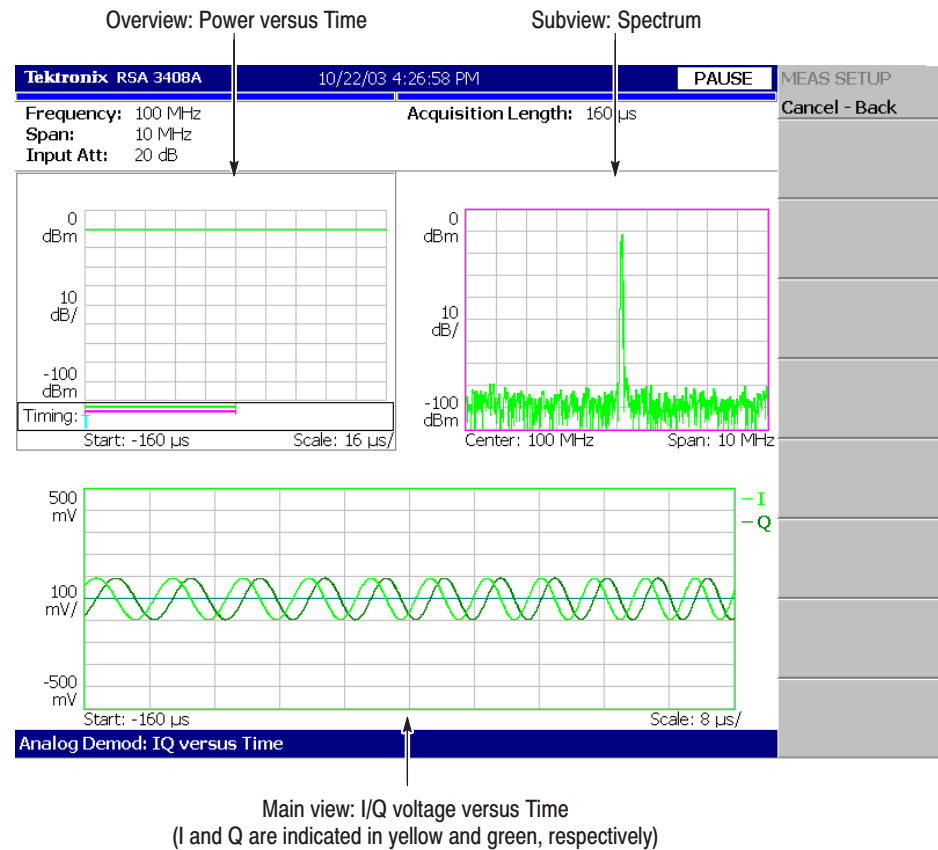 Overview: Power versus Time
Subview: Spectrum
Tektronix RSA 3408A 10/22/03 4:26:58 PM PAUSE
MEAS SETUP
Cancel - Back
Frequency: 100 MHz
Acquisition Length: 160 µs
Span: 10 MHz
Input Att: 20 dB
0
dBm
10
dB/
-100
dBm
Timing:
Start: -160 µs Scale: 16 µs/
0
dBm
10
dB/
-100
dBm
Center: 100 MHz Span: 10 MHz
500
mV
100
mV/
-500
mV
I
Q
Start: -160 µs Scale: 8 µs/
Analog Demod: IQ versus Time
Main view: I/Q voltage versus Time
(I and Q are indicated in yellow and green, respectively)